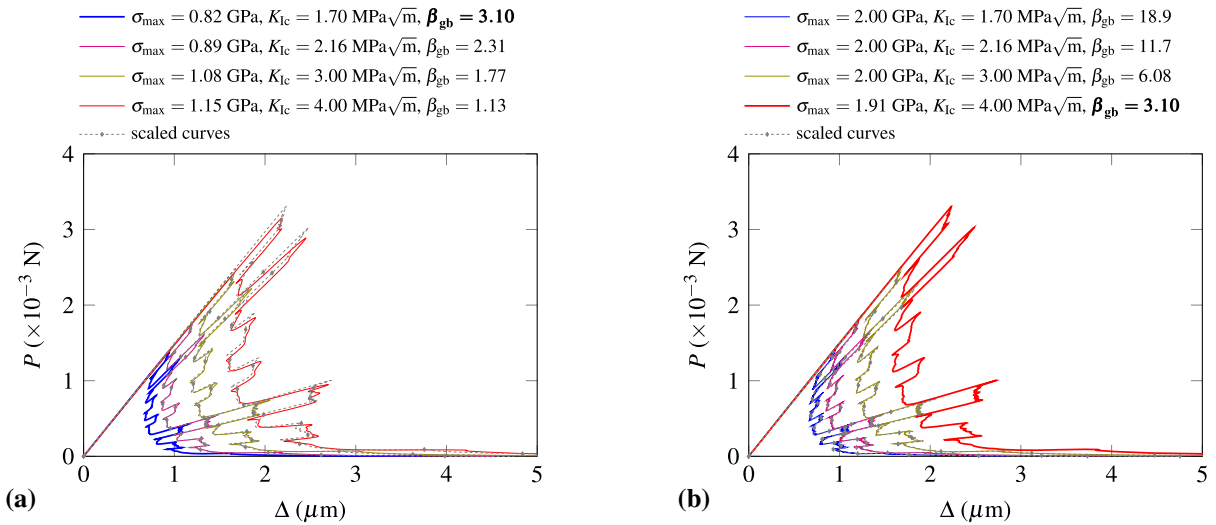 σmax = 0.82 GPa, KIc = 1.70 MPa√m, βgb = 3.10
σmax = 0.89 GPa, KIc = 2.16 MPa√m, βgb = 2.31
σmax = 1.08 GPa, KIc = 3.00 MPa√m, βgb = 1.77
σmax = 1.15 GPa, KIc = 4.00 MPa√m, βgb = 1.13
scaled curves
4
3
2
1
0
P (×10−3 N)
0 1 2 3 4 5
Δ (μm)
(a)
σmax = 2.00 GPa, KIc = 1.70 MPa√m, βgb = 18.9
σmax = 2.00 GPa, KIc = 2.16 MPa√m, βgb = 11.7
σmax = 2.00 GPa, KIc = 3.00 MPa√m, βgb = 6.08
σmax = 1.91 GPa, KIc = 4.00 MPa√m, βgb = 3.10
scaled curves
4
3
2
1
0
P (×10−3 N)
0 1 2 3 4 5
Δ (μm)
(b)